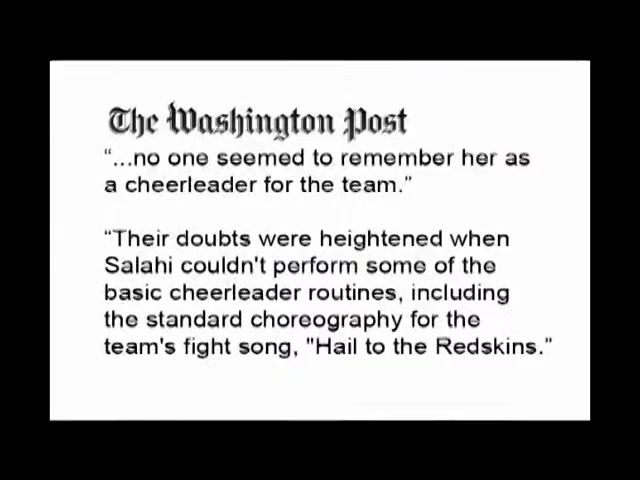 The Washington Post
“...no one seemed to remember her as
a cheerleader for the team.”
“Their doubts were heightened when
Salahi couldn't perform some of the
basic cheerleader routines, including
the standard choreography for the
team's fight song, "Hail to the Redskins.”